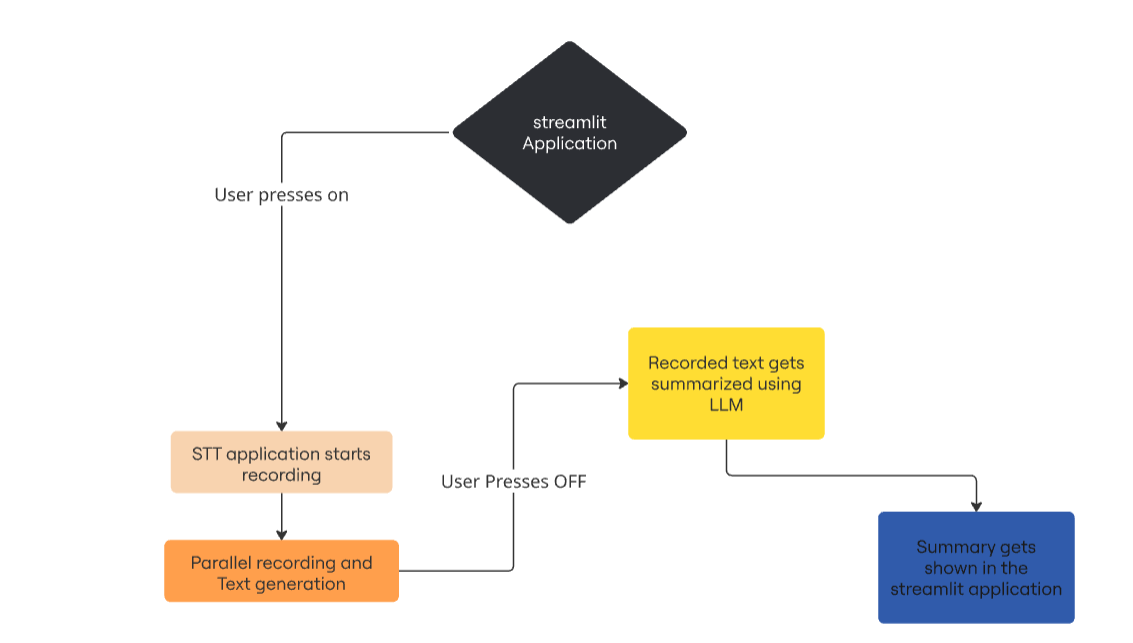 streamlit
Application
User presses on
STT application starts
recording
Parallel recording and
Text generation
User Presses OFF
Recorded text gets
summarized using
LLM
Summary gets
shown in the
streamlit application